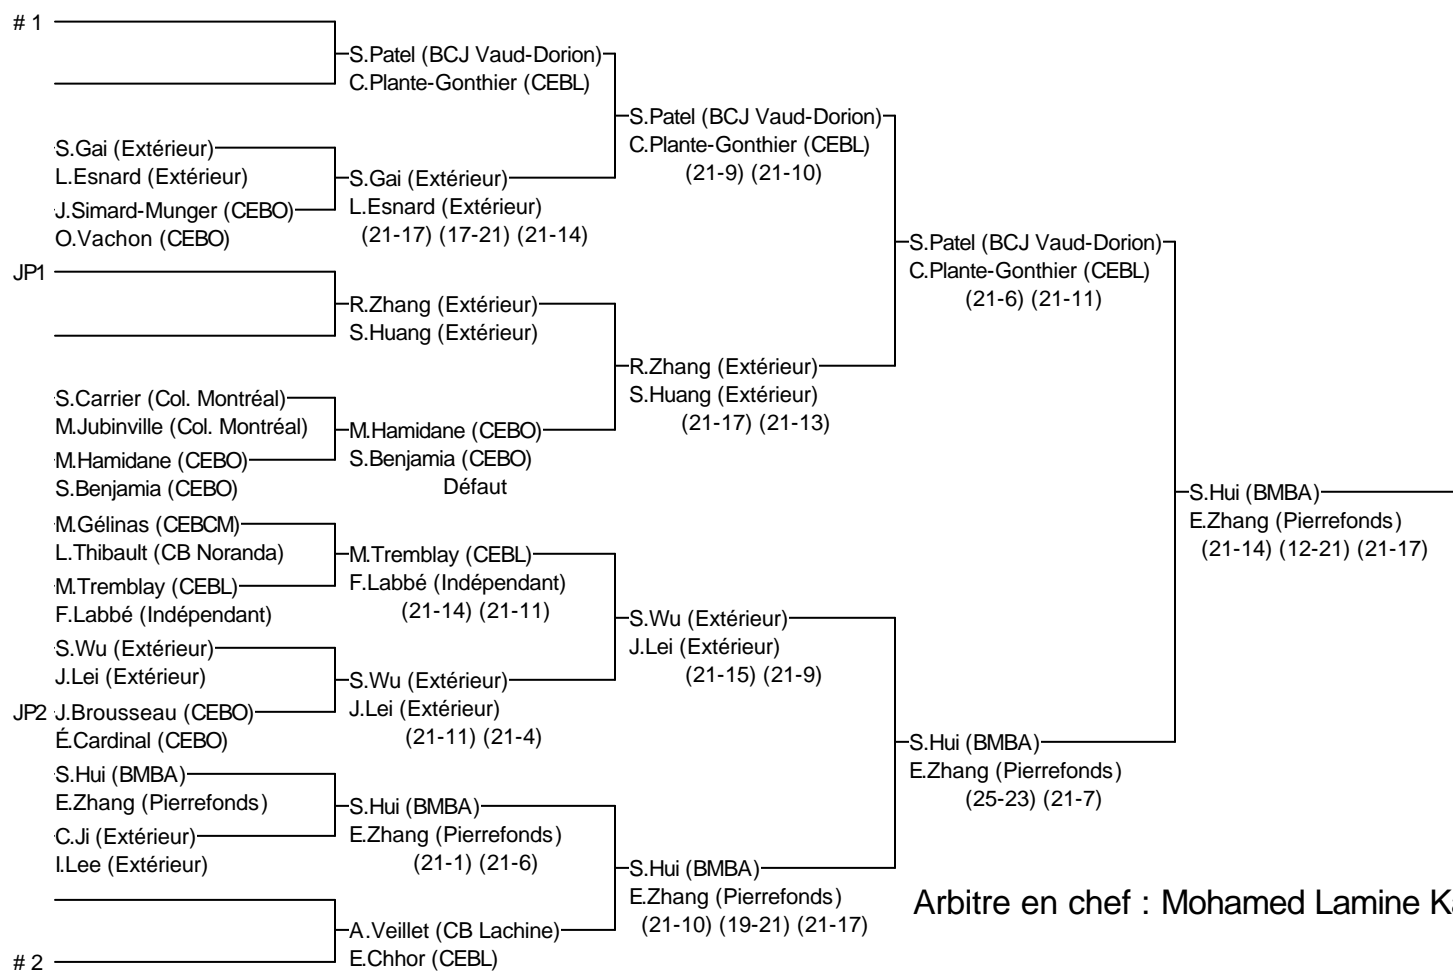 # 1
S.Patel (BCJ Vaud-Dorion)
C.Plante-Gonthier (CEBL)
S.Patel (BCJ Vaud-Dorion)
C.Plante-Gonthier (CEBL)
(21-9) (21-10)
S.Gai (Extérieur)
L.Esnard (Extérieur)
S.Gai (Extérieur)
L.Esnard (Extérieur)
(21-17) (17-21) (21-14)
J.Simard-Munger (CEBO)
O.Vachon (CEBO)
S.Patel (BCJ Vaud-Dorion)
C.Plante-Gonthier (CEBL)
(21-6) (21-11)
JP1
R.Zhang (Extérieur)
S.Huang (Extérieur)
R.Zhang (Extérieur)
S.Huang (Extérieur)
(21-17) (21-13)
S.Carrier (Col. Montréal)
M.Jubinville (Col. Montréal)
M.Hamidane (CEBO)
S.Benjamia (CEBO)
Défaut
M.Hamidane (CEBO)
S.Benjamia (CEBO)
S.Hui (BMBA)
E.Zhang (Pierrefonds)
(21-14) (12-21) (21-17)
M.Gélinas (CEBCM)
L.Thibault (CB Noranda)
M.Tremblay (CEBL)
F.Labbé (Indépendant)
(21-14) (21-11)
M.Tremblay (CEBL)
F.Labbé (Indépendant)
S.Wu (Extérieur)
J.Lei (Extérieur)
(21-15) (21-9)
S.Wu (Extérieur)
J.Lei (Extérieur)
S.Wu (Extérieur)
J.Lei (Extérieur)
(21-11) (21-4)
JP2 J.Brousseau (CEBO)
É.Cardinal (CEBO)
S.Hui (BMBA)
E.Zhang (Pierrefonds)
(25-23) (21-7)
S.Hui (BMBA)
E.Zhang (Pierrefonds)
S.Hui (BMBA)
E.Zhang (Pierrefonds)
(21-1) (21-6)
C.Ji (Extérieur)
I.Lee (Extérieur)
S.Hui (BMBA)
E.Zhang (Pierrefonds)
(21-10) (19-21) (21-17)
Arbitre en chef : Mohamed Lamine
A.Veillet (CB Lachine)
E.Chhor (CEBL)
# 2